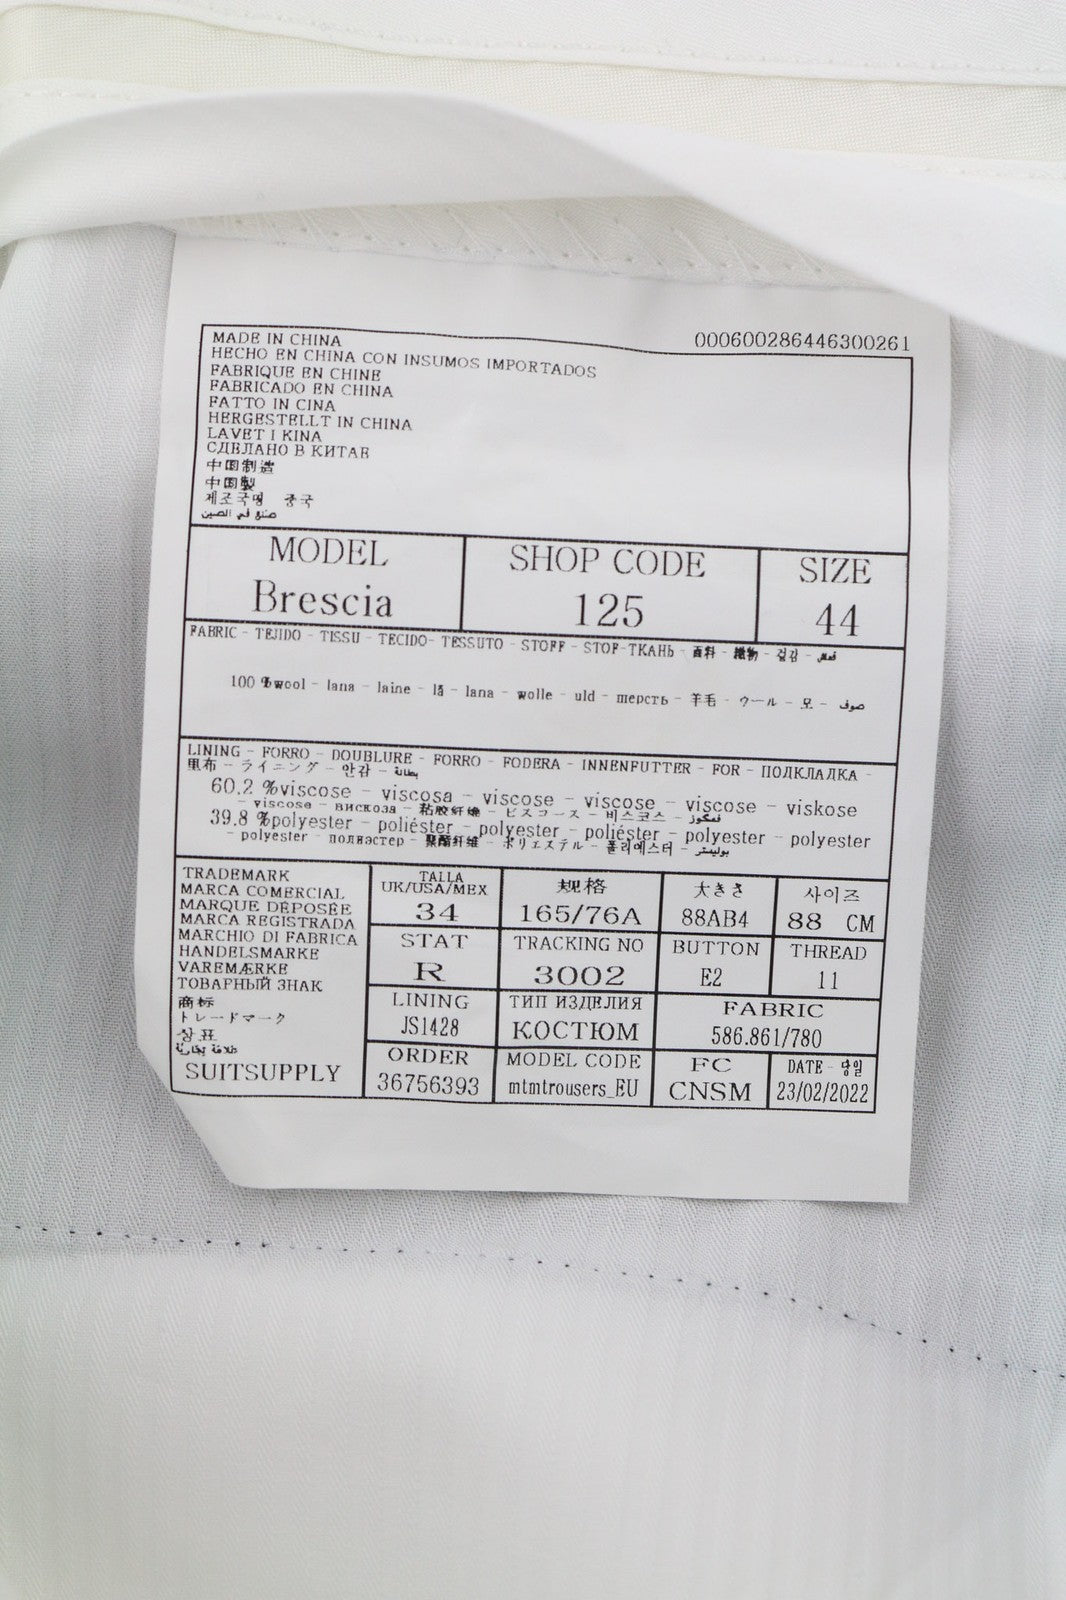 000600286446300261
MADE IN CHINA
HECHO EN CHINA CON INSUMOS IMPORTADOS
FABRIQUE EN CHINE
FABRICADO EN CHINA
FATTO IN CINA
HERGESTELLT IN CHINA
LAVET I KINA
СДЕЛАНО В КИТАЕ
中国制造
中国製
제조국명 중국
صنع في الصين
MODEL
Brescia
SHOP CODE
125
SIZE
44
FABRIC - TEJIDO - TISSU - TECIDO- TESSUTO - STOFF - STOF-ТКАНЬ - 面料 - 織物 - 겉감 - قماش
100 %wool - lana - laine - lã - lana - wolle - uld - шерсть - 羊毛 - ウール - 모 - صوف
LINING - FORRO - DOUBLURE - FORRO - FODERA - INNENFUTTER - FOR - ПОДКЛАДКА -
里布 - ライニング - 안감 - بطانة
60.2 %viscose - viscosa - viscose - viscose - viscose - viskose
- viscose - вискоза - 粘胶纤维 - ビスコース - 비스코스 - فسكوز
39.8 %polyester - poliéster - polyester - poliéster - polyester - polyester
- polyester - полиэстер - 聚酯纤维 - ポリエステル - 폴리에스터 - بوليستر
TRADEMARK
MARCA COMERCIAL
MARQUE DÉPOSÉE
MARCA REGISTRADA
MARCHIO DI FABRICA
HANDELSMARKE
VAREMÆRKE
ТОВАРНЫЙ ЗНАК
商标
トレードマーク
상표
علامة تجارية
SUITSUPPLY
TALLA
UK/USA/MEX
34
规格
165/76A
大きさ
88AB4
사이즈
88 CM
STAT
R
TRACKING NO
3002
BUTTON
E2
THREAD
11
LINING
JS1428
ТИП ИЗДЕЛИЯ
КОСТЮМ
FABRIC
586.861/780
ORDER
36756393
MODEL CODE
mtmtrousers_EU
FC
CNSM
DATE - 당일
23/02/2022